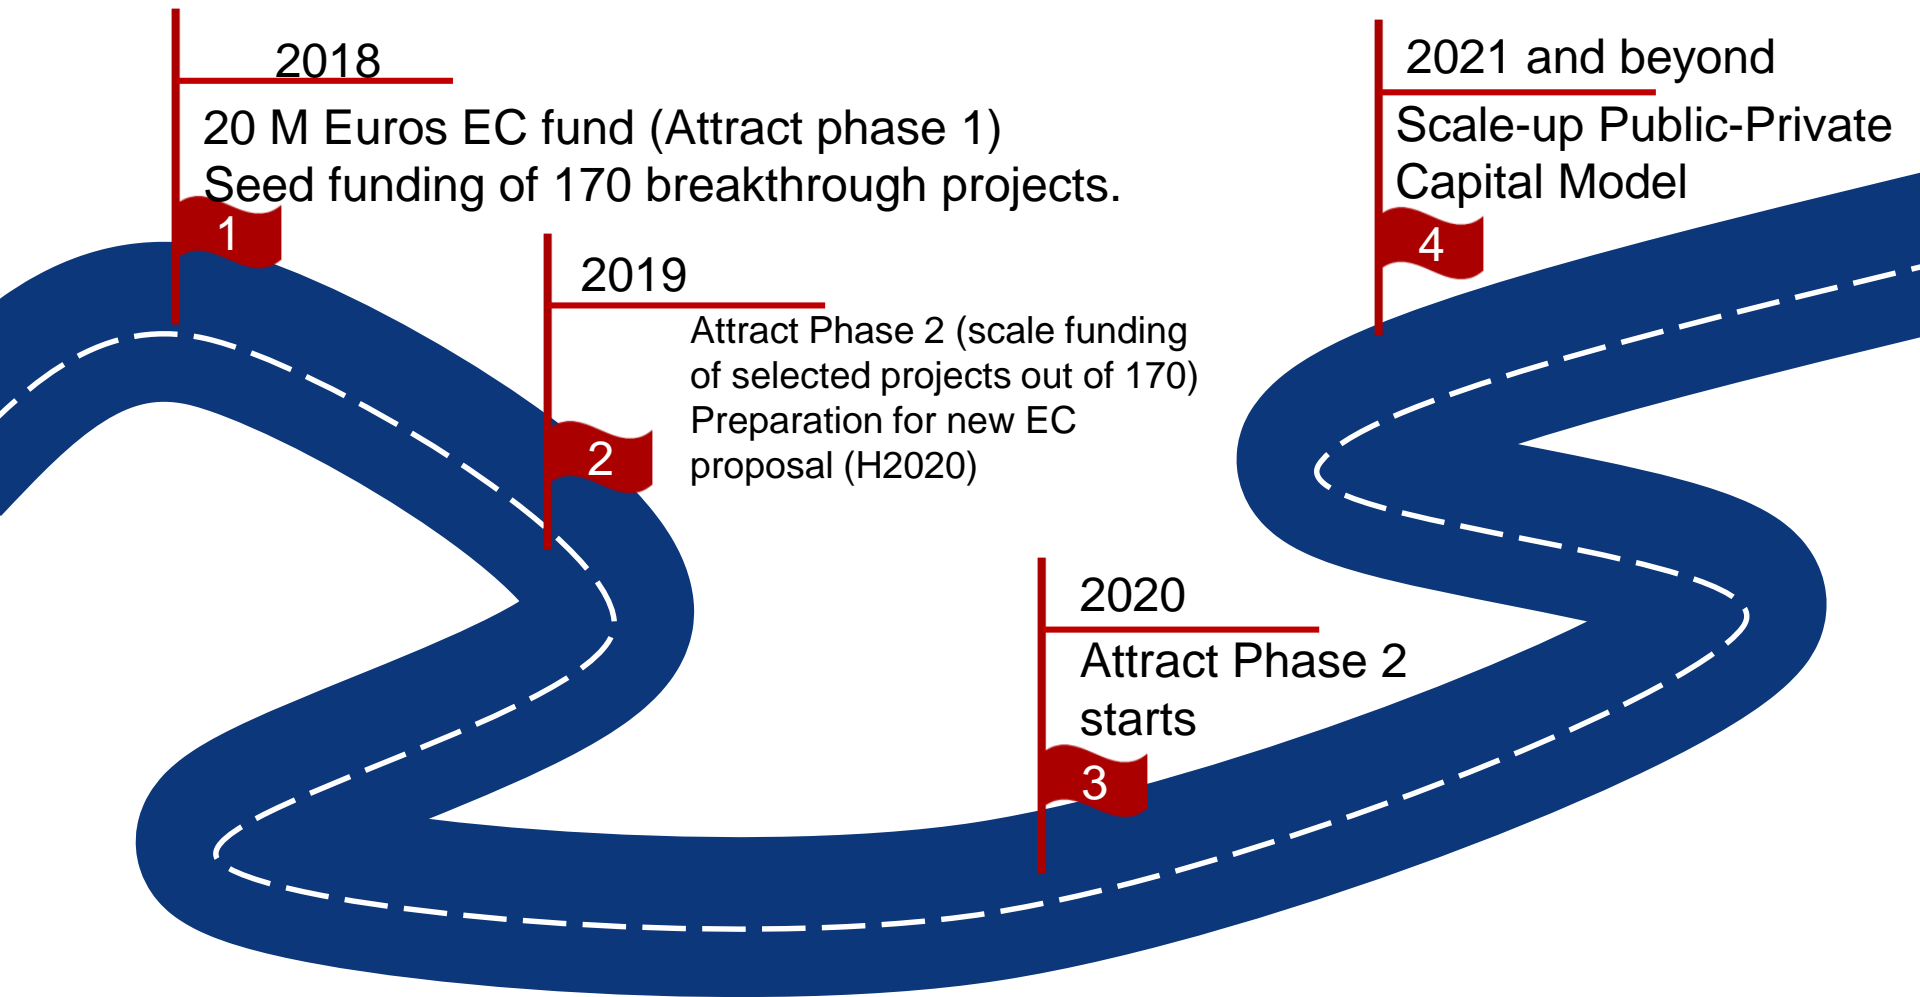 2018
20 M Euros EC fund (Attract phase 1)
Seed funding of 170 breakthrough projects.
1
2019
Attract Phase 2 (scale funding
of selected projects out of 170)
Preparation for new EC
proposal (H2020)
2
2020
Attract Phase 2
starts
3
2021 and beyond
Scale-up Public-Private
Capital Model
4